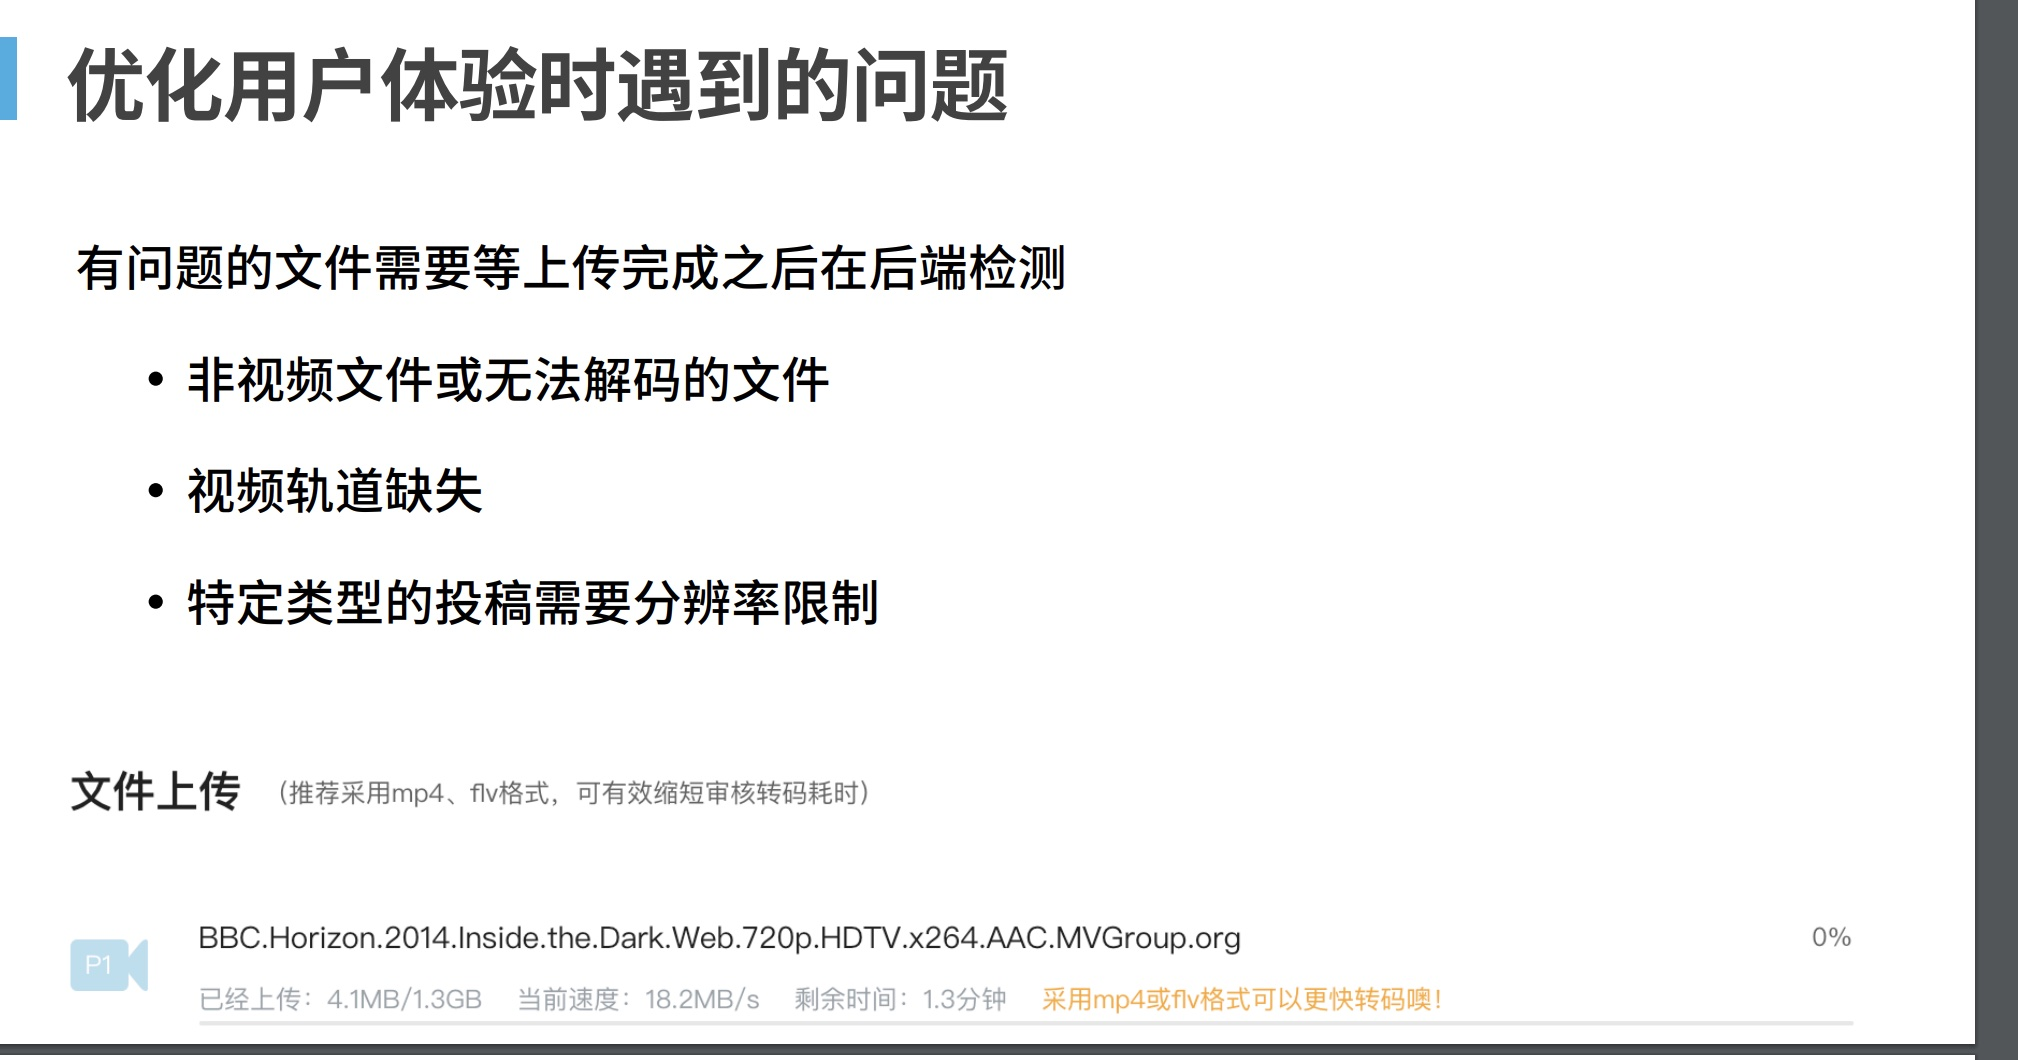 优化用户体验时遇到的问题
有问题的文件需要等上传完成之后在后端检测
• 非视频文件或无法解码的文件
• 视频轨道缺失
• 特定类型的投稿需要分辨率限制
文件上传 （推荐采用mp4、flv格式，可有效缩短审核转码耗时）
BBC.Horizon.2014.Inside.the.Dark.Web.720p.HDTV.x264.AAC.MVGroup.org 0%
P1
已经上传：4.1MB/1.3GB 当前速度：18.2MB/s 剩余时间：1.3分钟 采用mp4或flv格式可以更快转码噢！